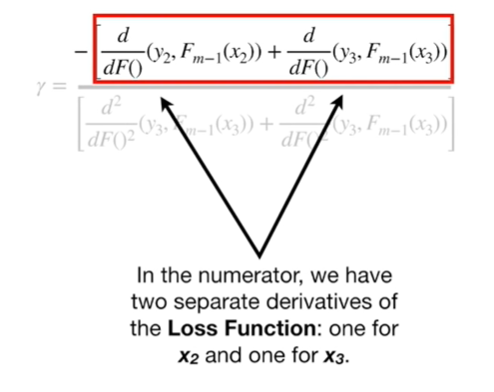 γ = − [ d/dF() (y₂, Fₘ₋₁(x₂)) + d/dF() (y₃, Fₘ₋₁(x₃)) ]
[ d²/dF()² (y₃, Fₘ₋₁(x₃)) + d²/dF()² (y₃, Fₘ₋₁(x₃)) ]
In the numerator, we have
two separate derivatives of
the Loss Function: one for
x₂ and one for x₃.